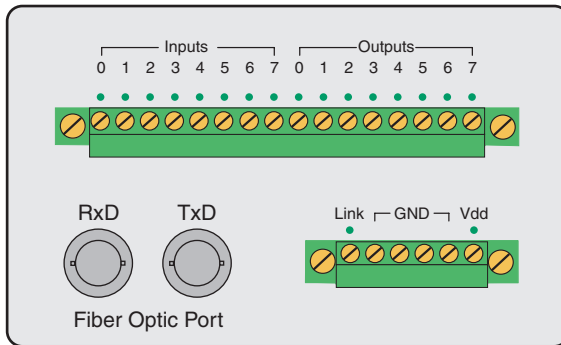 Inputs Outputs
0 1 2 3 4 5 6 7 0 1 2 3 4 5 6 7
RxD TxD
Link GND Vdd
Fiber Optic Port